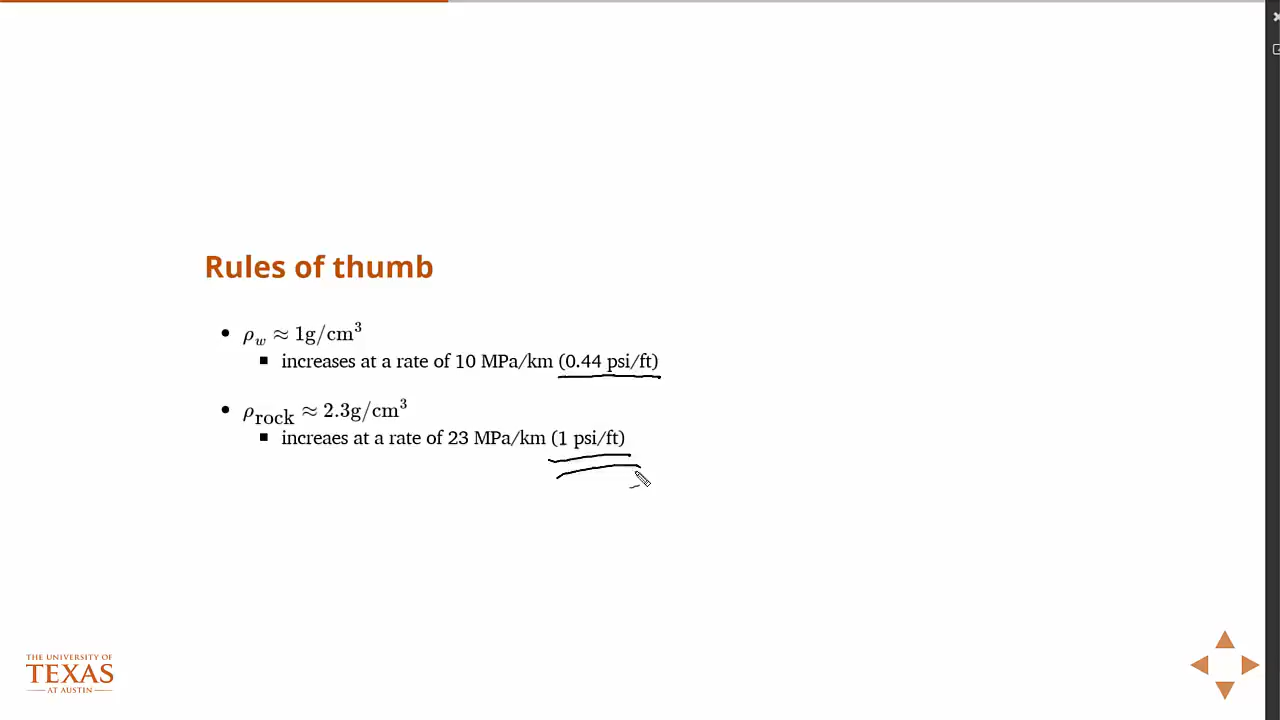 Rules of thumb
• ρw ≈ 1g/cm³
▪ increases at a rate of 10 MPa/km (0.44 psi/ft)
• ρrock ≈ 2.3g/cm³
▪ increaes at a rate of 23 MPa/km (1 psi/ft)
THE UNIVERSITY OF
TEXAS
AT AUSTIN